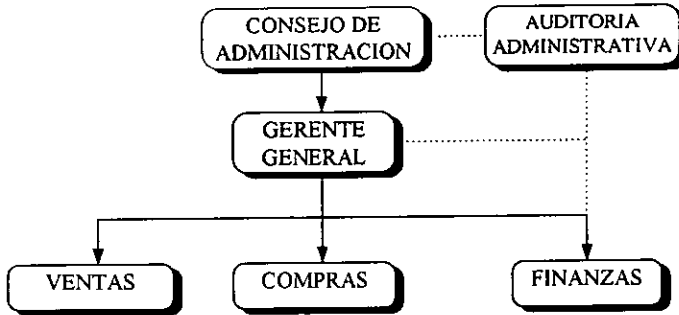 CONSEJO DE
ADMINISTRACION
AUDITORIA
ADMINISTRATIVA
GERENTE
GENERAL
VENTAS
COMPRAS
FINANZAS